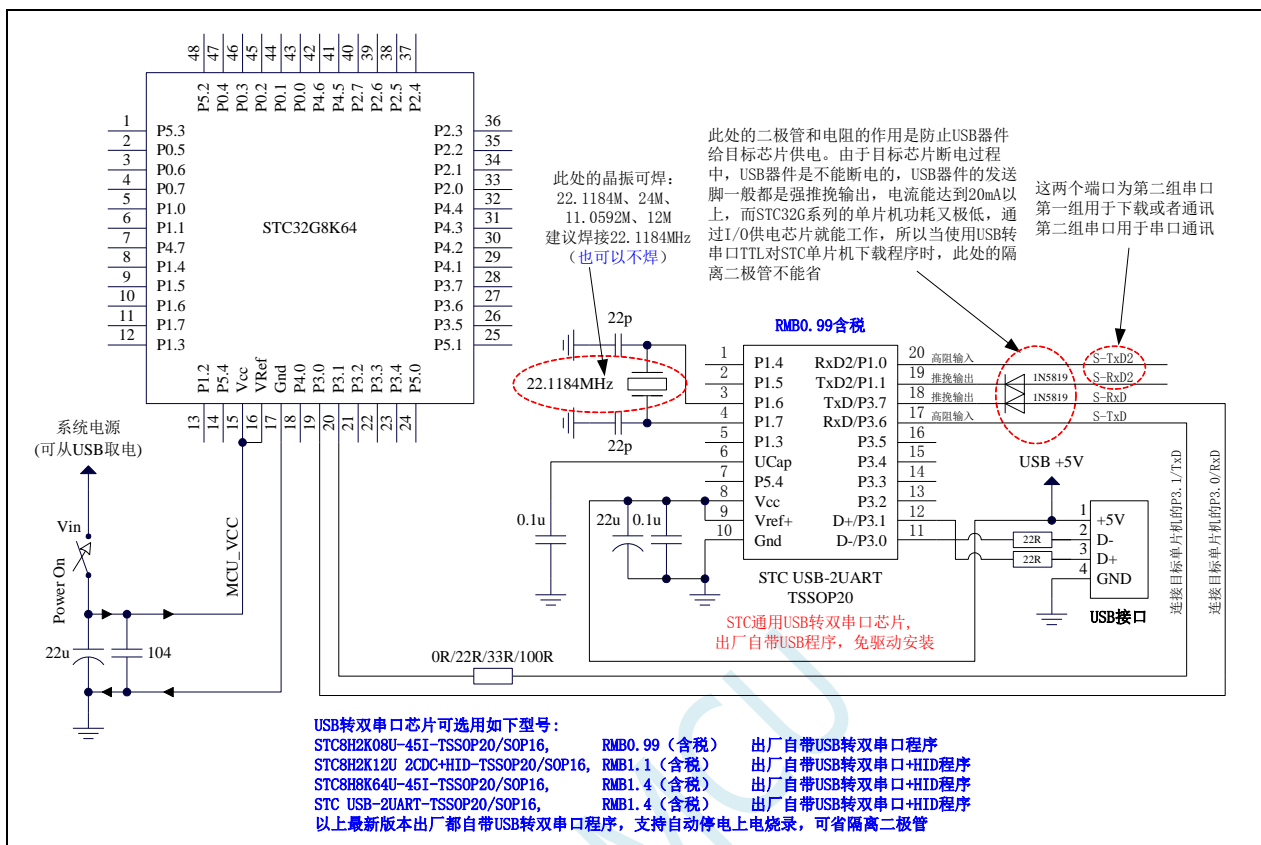 48 47 46 45 44 43 42 41 40 39 38 37
P5.2 P0.4 P0.3 P0.2 P0.1 P0.0 P4.6 P4.5 P2.7 P2.6 P2.5 P2.4
1 P5.3
2 P0.5
3 P0.6
4 P0.7
5 P1.0
6 P1.1
7 P4.7
8 P1.4
9 P1.5
10 P1.6
11 P1.7
12 P1.3
STC32G8K64
P2.3 36
P2.2 35
P2.1 34
P2.0 33
P4.4 32
P4.3 31
P4.2 30
P4.1 29
P3.7 28
P3.6 27
P3.5 26
P5.1 25
P1.2 P5.4 Vcc VRef Gnd P4.0 P3.0 P3.1 P3.2 P3.3 P3.4 P5.0
13 14 15 16 17 18 19 20 21 22 23 24
此处的晶振可焊:
22.1184M、24M、
11.0592M、12M
建议焊接22.1184MHz
(也可以不焊)
此处的二极管和电阻的作用是防止USB器件
给目标芯片供电。由于目标芯片断电过程
中，USB器件是不能断电的，USB器件的发送
脚一般都是强推挽输出，电流能达到20mA以
上，而STC32G系列的单片机功耗又极低，通
过I/O供电芯片就能工作，所以当使用USB转
串口TTL对STC单片机下载程序时，此处的隔
离二极管不能省
这两个端口为第二组串口
第一组用于下载或者通讯
第二组串口用于串口通讯
系统电源
(可从USB取电)
Vin
Power On
MCU_VCC
22u
104
22p
22.1184MHz
22p
0.1u
22u
0.1u
RMB0.99含税
1 P1.4
2 P1.5
3 P1.6
4 P1.7
5 P1.3
6 UCap
7 P5.4
8 Vcc
9 Vref+
10 Gnd
RxD2/P1.0 20 高阻输入 S-TxD2
TxD2/P1.1 19 推挽输出 1N5819 S-RxD2
TxD/P3.7 18 推挽输出 1N5819 S-RxD
RxD/P3.6 17 高阻输入 S-TxD
P3.5 16
P3.4 15
P3.3 14
P3.2 13
D+/P3.1 12
D-/P3.0 11
STC USB-2UART
TSSOP20
STC通用USB转双串口芯片,
出厂自带USB程序, 免驱动安装
USB +5V
22R
22R
1 +5V
2 D-
3 D+
4 GND
USB接口
连接目标单片机的P3.1/TxD
连接目标单片机的P3.0/RxD
0R/22R/33R/100R
USB转双串口芯片可选用如下型号:
STC8H2K08U-45I-TSSOP20/SOP16, RMB0.99（含税） 出厂自带USB转双串口程序
STC8H2K12U 2CDC+HID-TSSOP20/SOP16, RMB1.1（含税） 出厂自带USB转双串口+HID程序
STC8H8K64U-45I-TSSOP20/SOP16, RMB1.4（含税） 出厂自带USB转双串口+HID程序
STC USB-2UART-TSSOP20/SOP16, RMB1.4（含税） 出厂自带USB转双串口+HID程序
以上最新版本出厂都自带USB转双串口程序, 支持自动停电上电烧录, 可省隔离二极管
MCU